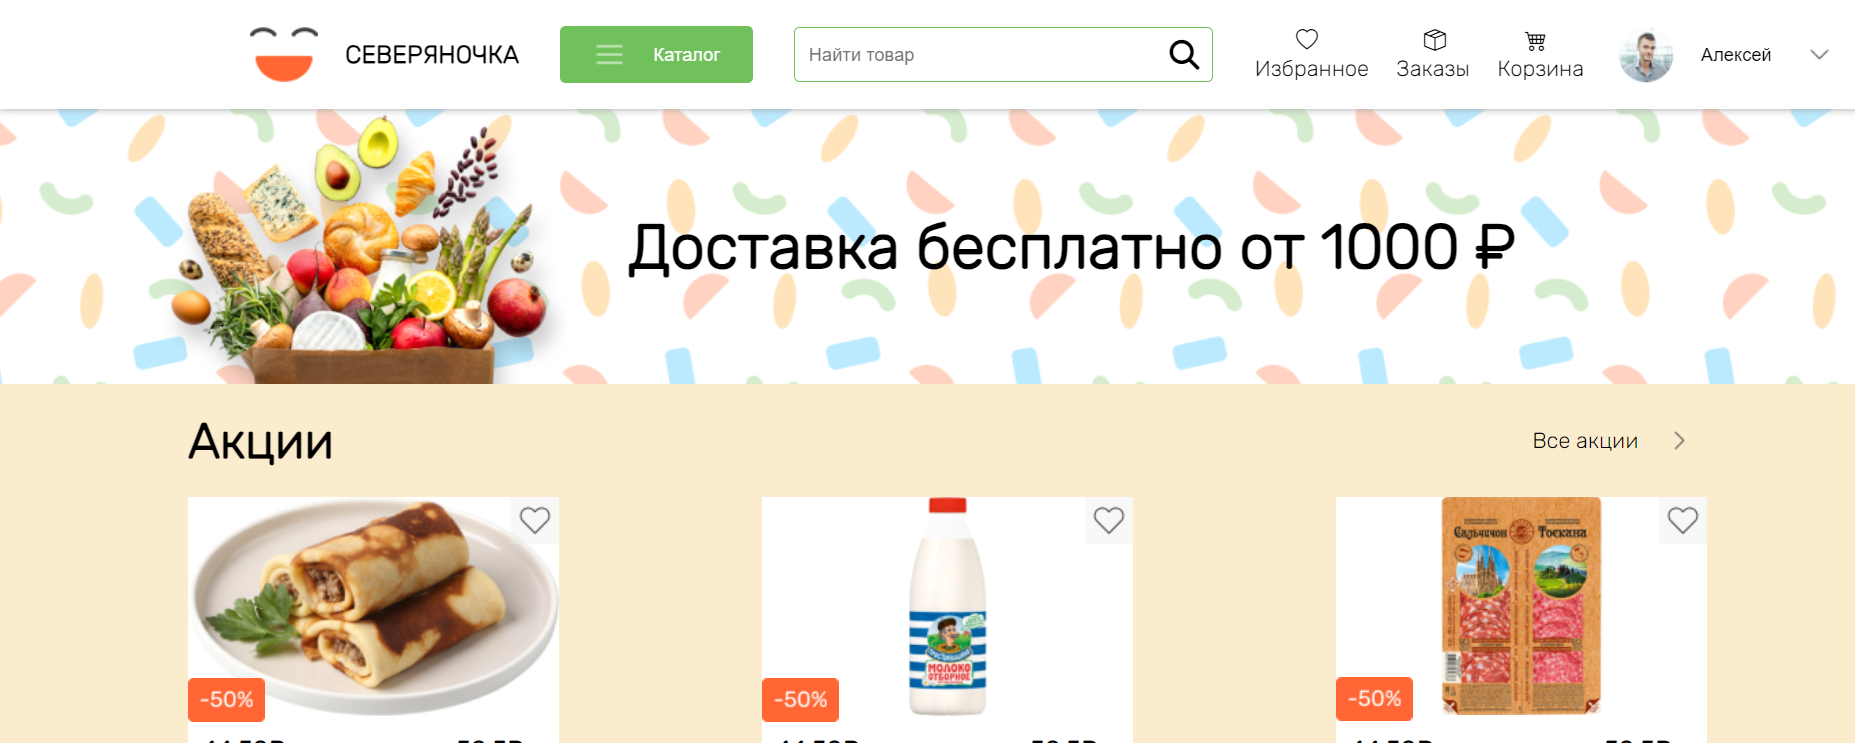 СЕВЕРЯНОЧКА
Каталог
Найти товар
Избранное
Заказы
Корзина
Алексей
Доставка бесплатно от 1000 ₽
Акции
Все акции
Сальчичон
Тоскана
МОЛОКО
ОТБОРНОЕ
-50%
-50%
-50%